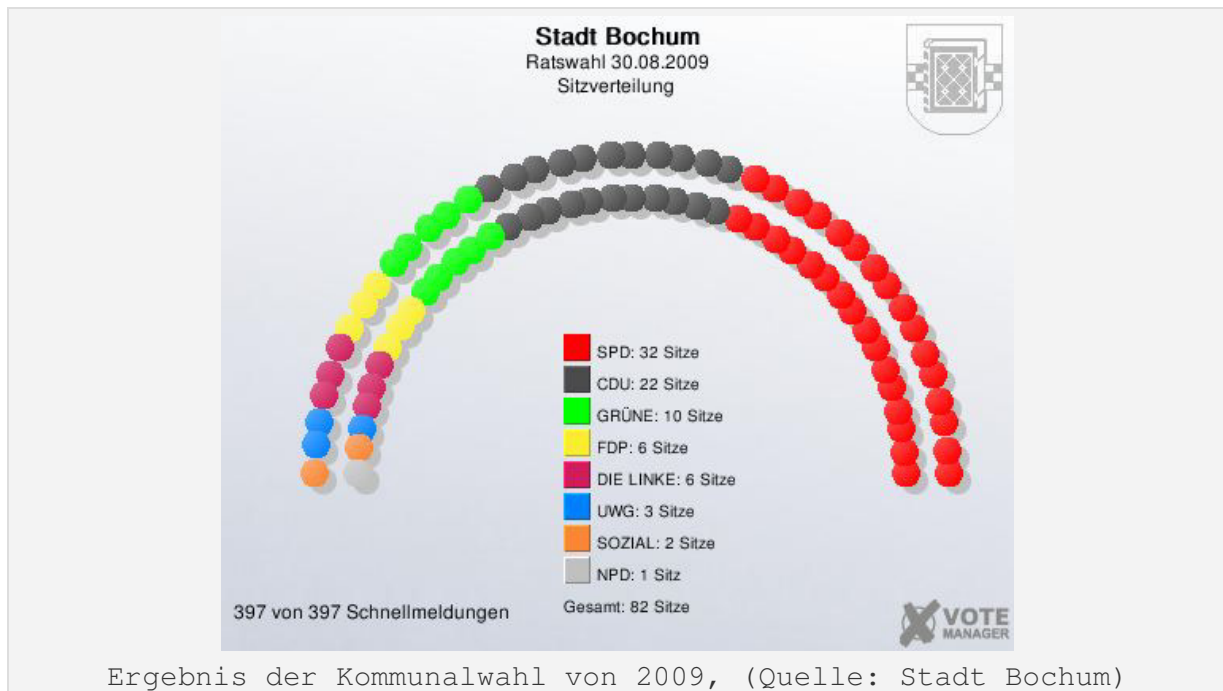 Stadt Bochum
Ratswahl 30.08.2009
Sitzverteilung
SPD: 32 Sitze
CDU: 22 Sitze
GRÜNE: 10 Sitze
FDP: 6 Sitze
DIE LINKE: 6 Sitze
UWG: 3 Sitze
SOZIAL: 2 Sitze
NPD: 1 Sitz
Gesamt: 82 Sitze
397 von 397 Schnellmeldungen
VOTE
MANAGER
Ergebnis der Kommunalwahl von 2009, (Quelle: Stadt Bochum)